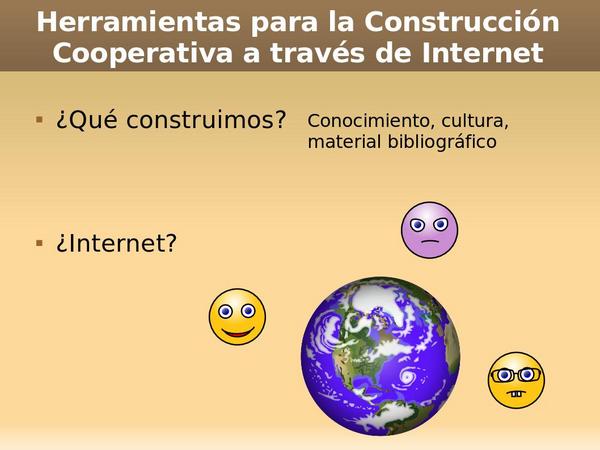 Herramientas para la Construcción
Cooperativa a través de Internet
¿Qué construimos? Conocimiento, cultura,
material bibliográfico
¿Internet?